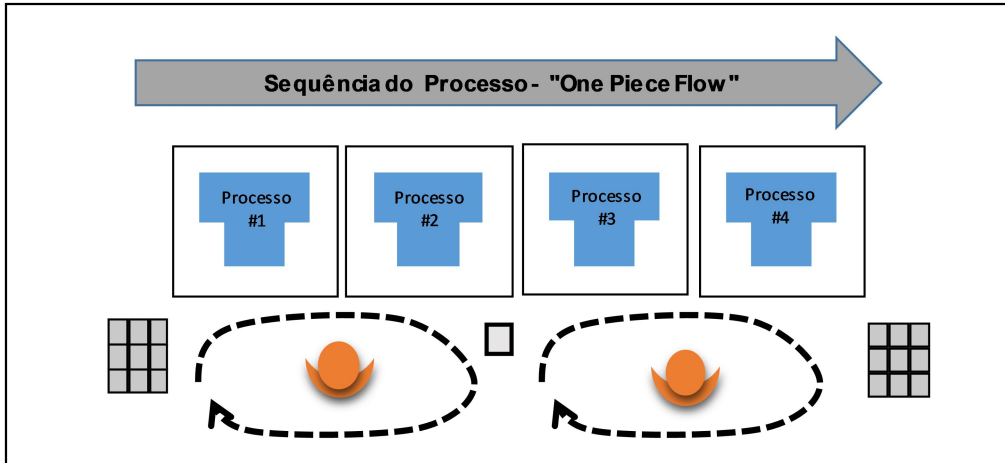 Sequência do Processo - "One Piece Flow"
Processo
#1
Processo
#2
Processo
#3
Processo
#4